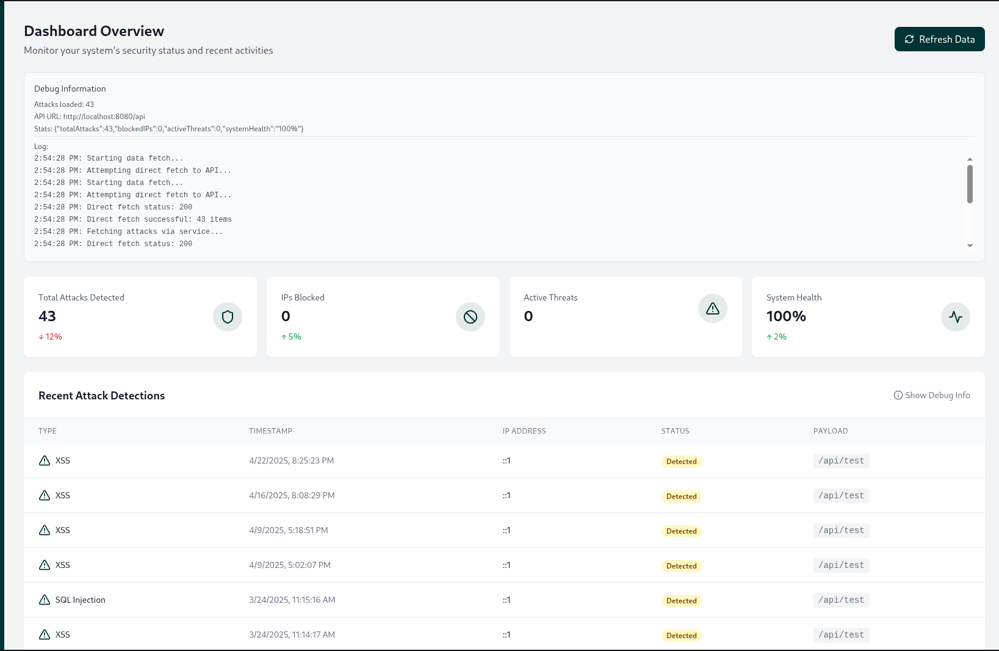 Dashboard Overview
Monitor your system's security status and recent activities
Refresh Data
Debug Information
Attacks loaded: 43
API URL: http://localhost:8080/api
Stats: {"totalAttacks":43,"blockedIPs":0,"activeThreats":0,"systemHealth":"100%"}
Log:
2:54:28 PM: Starting data fetch...
2:54:28 PM: Attempting direct fetch to API...
2:54:28 PM: Starting data fetch...
2:54:28 PM: Attempting direct fetch to API...
2:54:28 PM: Direct fetch status: 200
2:54:28 PM: Direct fetch successful: 43 items
2:54:28 PM: Fetching attacks via service...
2:54:28 PM: Direct fetch status: 200
Total Attacks Detected
43
↓ 12%
IPs Blocked
0
↑ 5%
Active Threats
0
System Health
100%
↑ 2%
Recent Attack Detections
Show Debug Info
TYPE TIMESTAMP IP ADDRESS STATUS PAYLOAD
XSS 4/22/2025, 8:25:23 PM ::1 Detected /api/test
XSS 4/16/2025, 8:08:29 PM ::1 Detected /api/test
XSS 4/9/2025, 5:18:51 PM ::1 Detected /api/test
XSS 4/9/2025, 5:02:07 PM ::1 Detected /api/test
SQL Injection 3/24/2025, 11:15:16 AM ::1 Detected /api/test
XSS 3/24/2025, 11:14:17 AM ::1 Detected /api/test